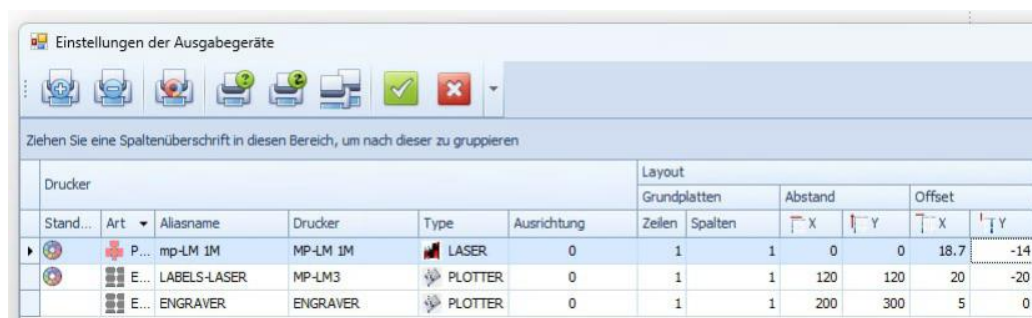 Einstellungen der Ausgabegeräte
Ziehen Sie eine Spaltenüberschrift in diesen Bereich, um nach dieser zu gruppieren
Drucker Layout
Grundplatten Abstand Offset
Stand... Art Aliasname Drucker Type Ausrichtung Zeilen Spalten X Y X Y
P... mp-LM 1M MP-LM 1M LASER 0 1 1 0 0 18.7 -14
E... LABELS-LASER MP-LM3 PLOTTER 0 1 1 120 120 20 -20
E... ENGRAVER ENGRAVER PLOTTER 0 1 1 200 300 5 0